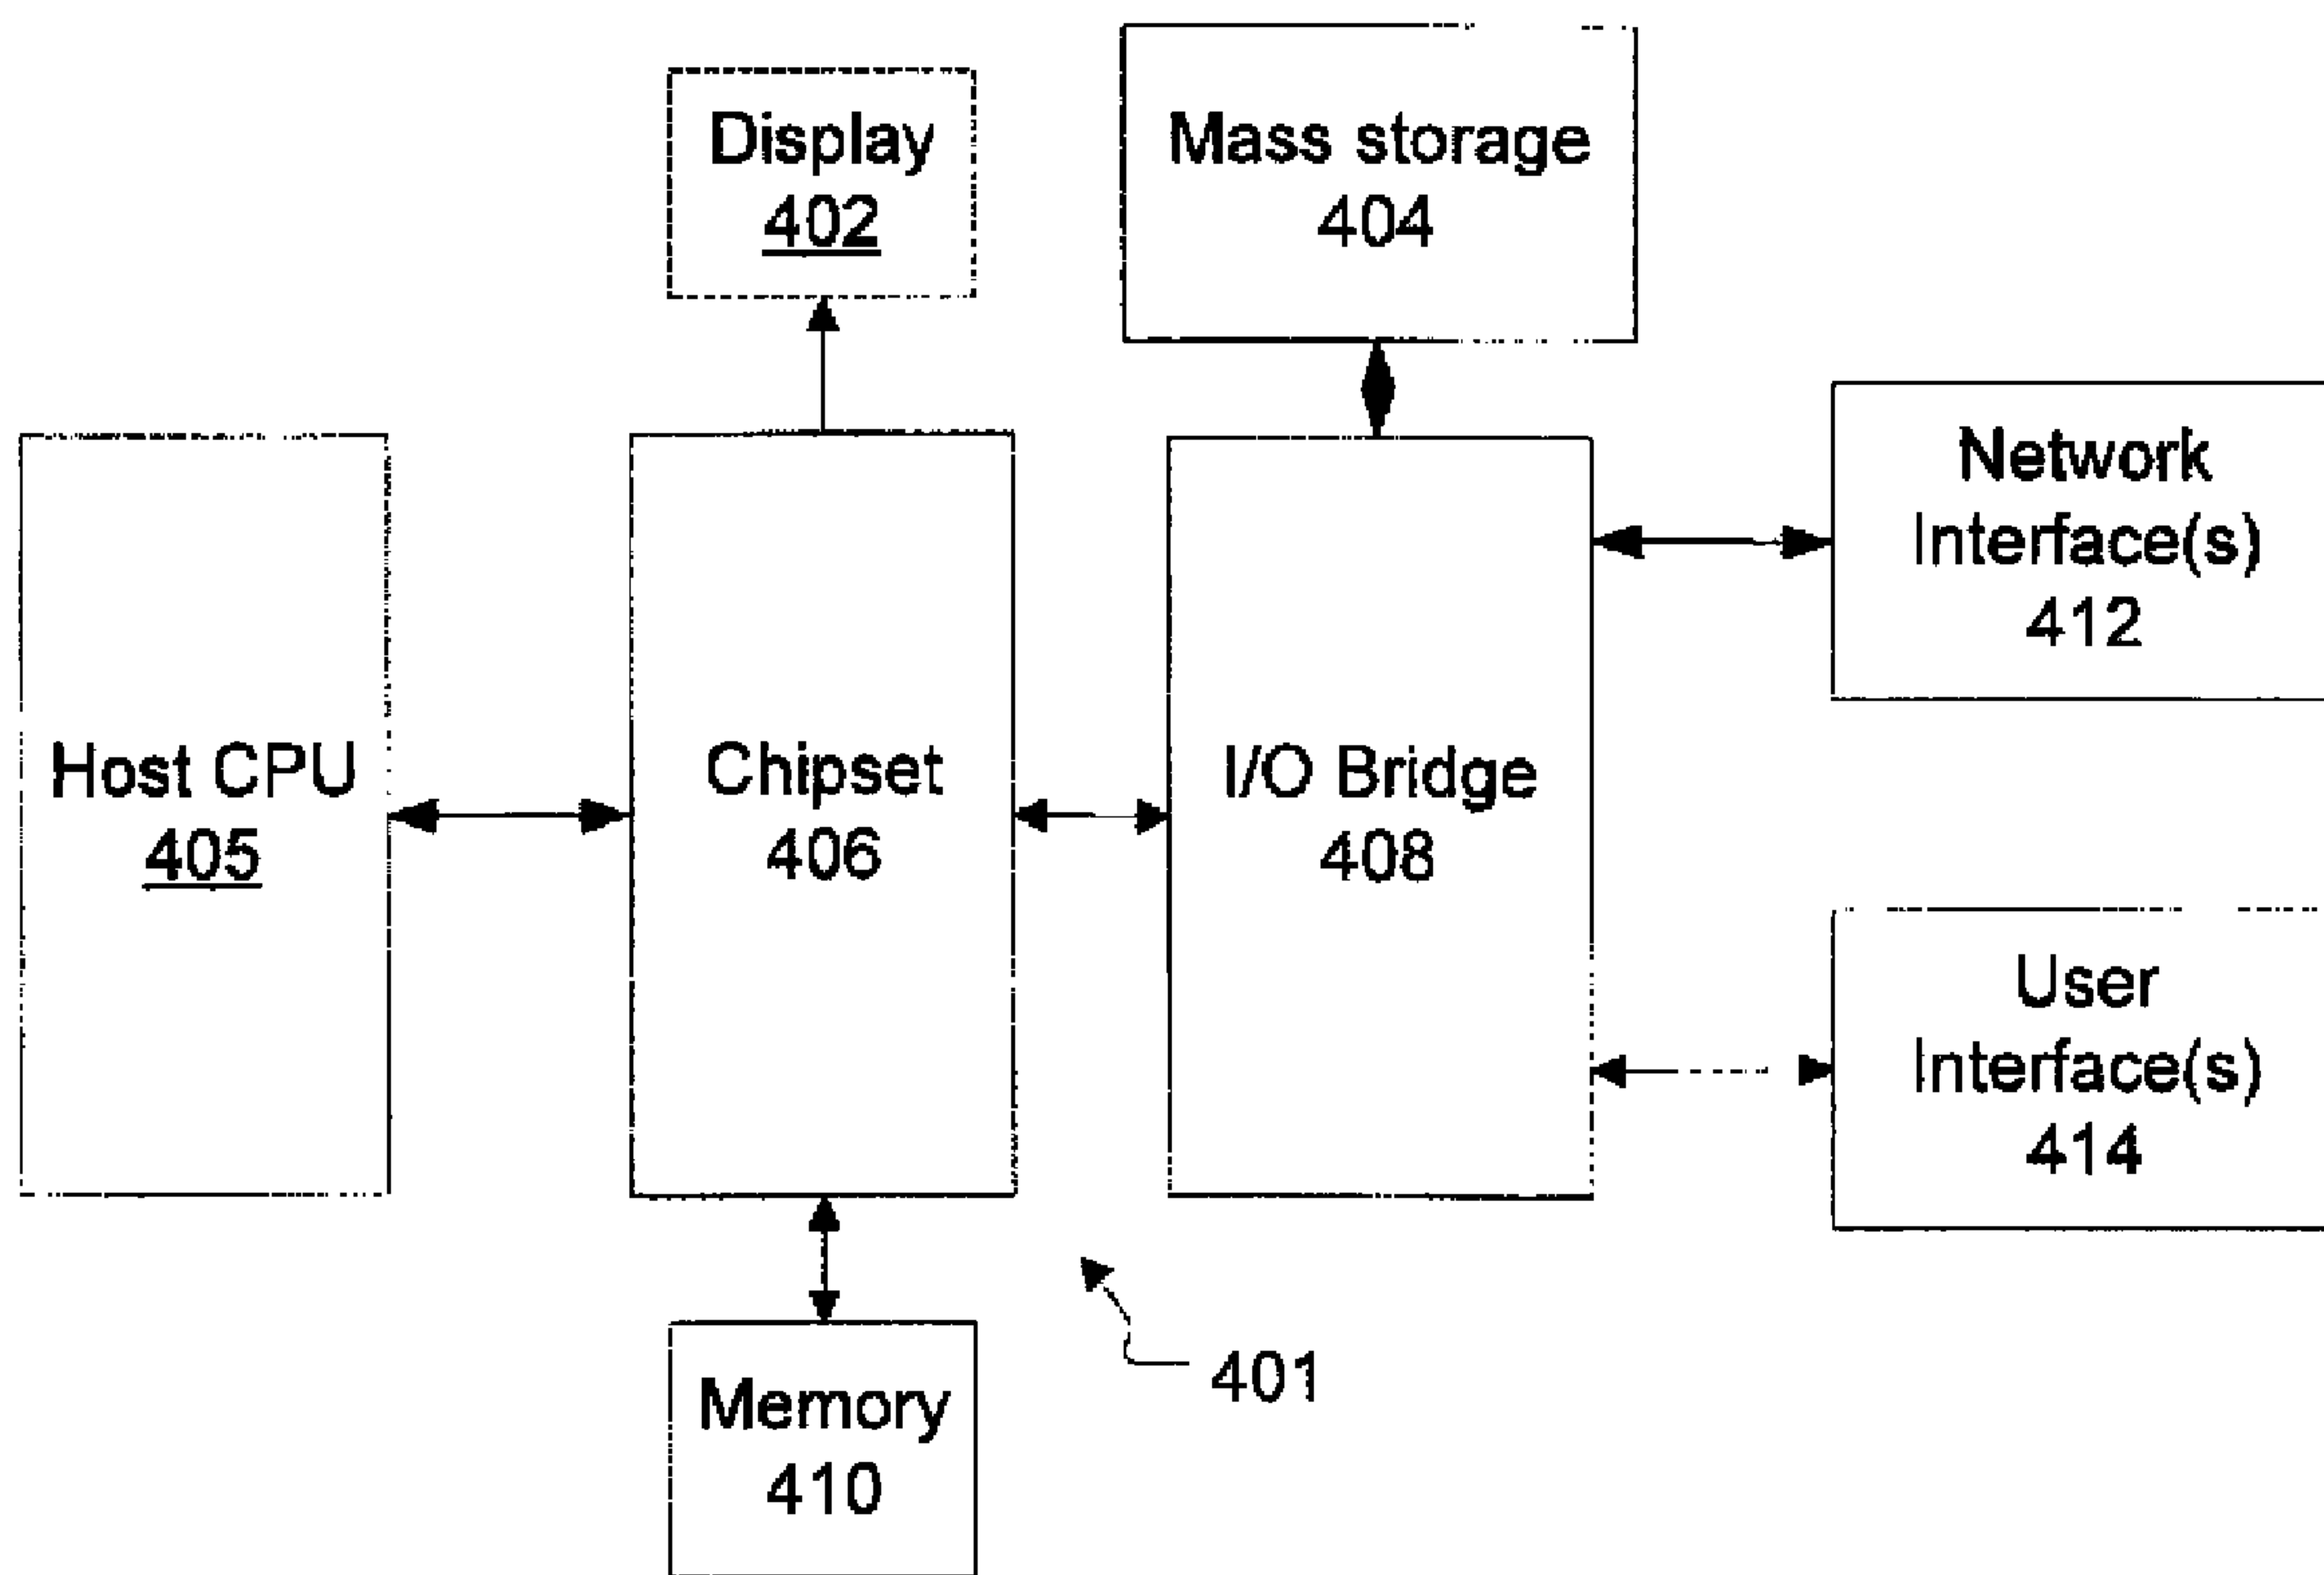 Display
402
Mass storage
404
Network
Interface(s)
412
Host CPU
405
Chipset
406
I/O Bridge
408
User
Interface(s)
414
401
Memory
410